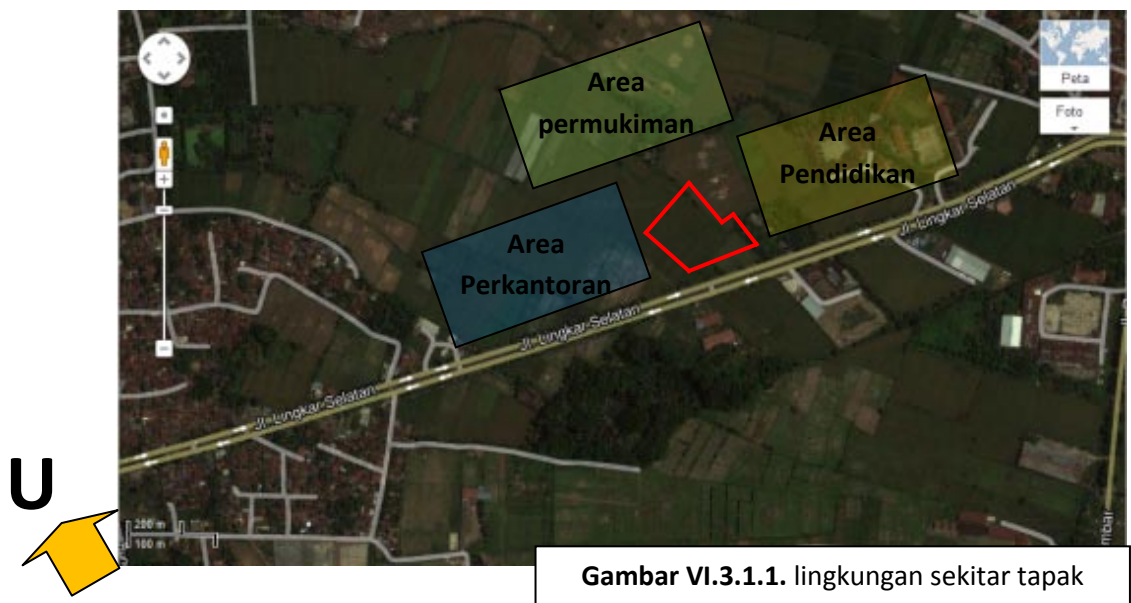 Area
permukiman
Area
Pendidikan
Area
Perkantoran
Peta
Foto
Jl. Lingkar Selatan
Jl. Lingkar Selatan
Jl. Lingkar Selatan
200 m
100 m
U
Gambar VI.3.1.1. lingkungan sekitar tapak